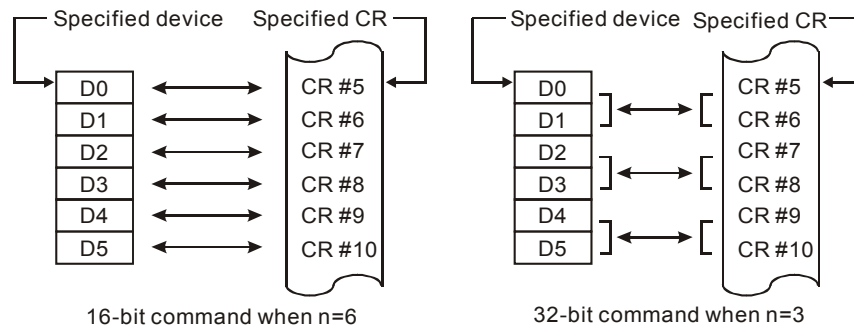 Specified device Specified CR
D0 CR #5
D1 CR #6
D2 CR #7
D3 CR #8
D4 CR #9
D5 CR #10
16-bit command when n=6
Specified device Specified CR
D0 CR #5
D1 CR #6
D2 CR #7
D3 CR #8
D4 CR #9
D5 CR #10
32-bit command when n=3